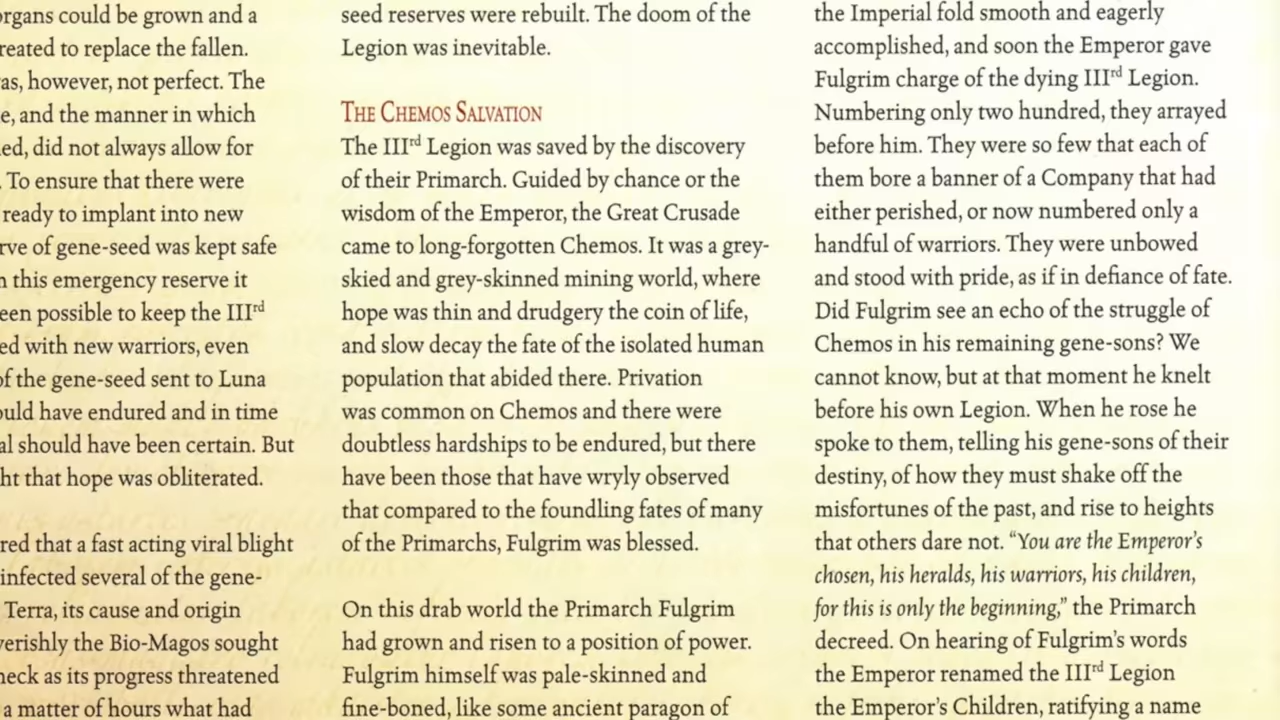 organs could be grown and a
reated to replace the fallen.
as, however, not perfect. The
e, and the manner in which
ed, did not always allow for
. To ensure that there were
ready to implant into new
rve of gene-seed was kept safe
n this emergency reserve it
een possible to keep the IIIrd
ed with new warriors, even
of the gene-seed sent to Luna
ould have endured and in time
al should have been certain. But
ht that hope was obliterated.
red that a fast acting viral blight
infected several of the gene-
Terra, its cause and origin
verishly the Bio-Magos sought
heck as its progress threatened
a matter of hours what had
seed reserves were rebuilt. The doom of the
Legion was inevitable.
The Chemos Salvation
The IIIrd Legion was saved by the discovery
of their Primarch. Guided by chance or the
wisdom of the Emperor, the Great Crusade
came to long-forgotten Chemos. It was a grey-
skied and grey-skinned mining world, where
hope was thin and drudgery the coin of life,
and slow decay the fate of the isolated human
population that abided there. Privation
was common on Chemos and there were
doubtless hardships to be endured, but there
have been those that have wryly observed
that compared to the foundling fates of many
of the Primarchs, Fulgrim was blessed.
On this drab world the Primarch Fulgrim
had grown and risen to a position of power.
Fulgrim himself was pale-skinned and
fine-boned, like some ancient paragon of
the Imperial fold smooth and eagerly
accomplished, and soon the Emperor gave
Fulgrim charge of the dying IIIrd Legion.
Numbering only two hundred, they arrayed
before him. They were so few that each of
them bore a banner of a Company that had
either perished, or now numbered only a
handful of warriors. They were unbowed
and stood with pride, as if in defiance of fate.
Did Fulgrim see an echo of the struggle of
Chemos in his remaining gene-sons? We
cannot know, but at that moment he knelt
before his own Legion. When he rose he
spoke to them, telling his gene-sons of their
destiny, of how they must shake off the
misfortunes of the past, and rise to heights
that others dare not. “You are the Emperor’s
chosen, his heralds, his warriors, his children,
for this is only the beginning,” the Primarch
decreed. On hearing of Fulgrim’s words
the Emperor renamed the IIIrd Legion
the Emperor’s Children, ratifying a name